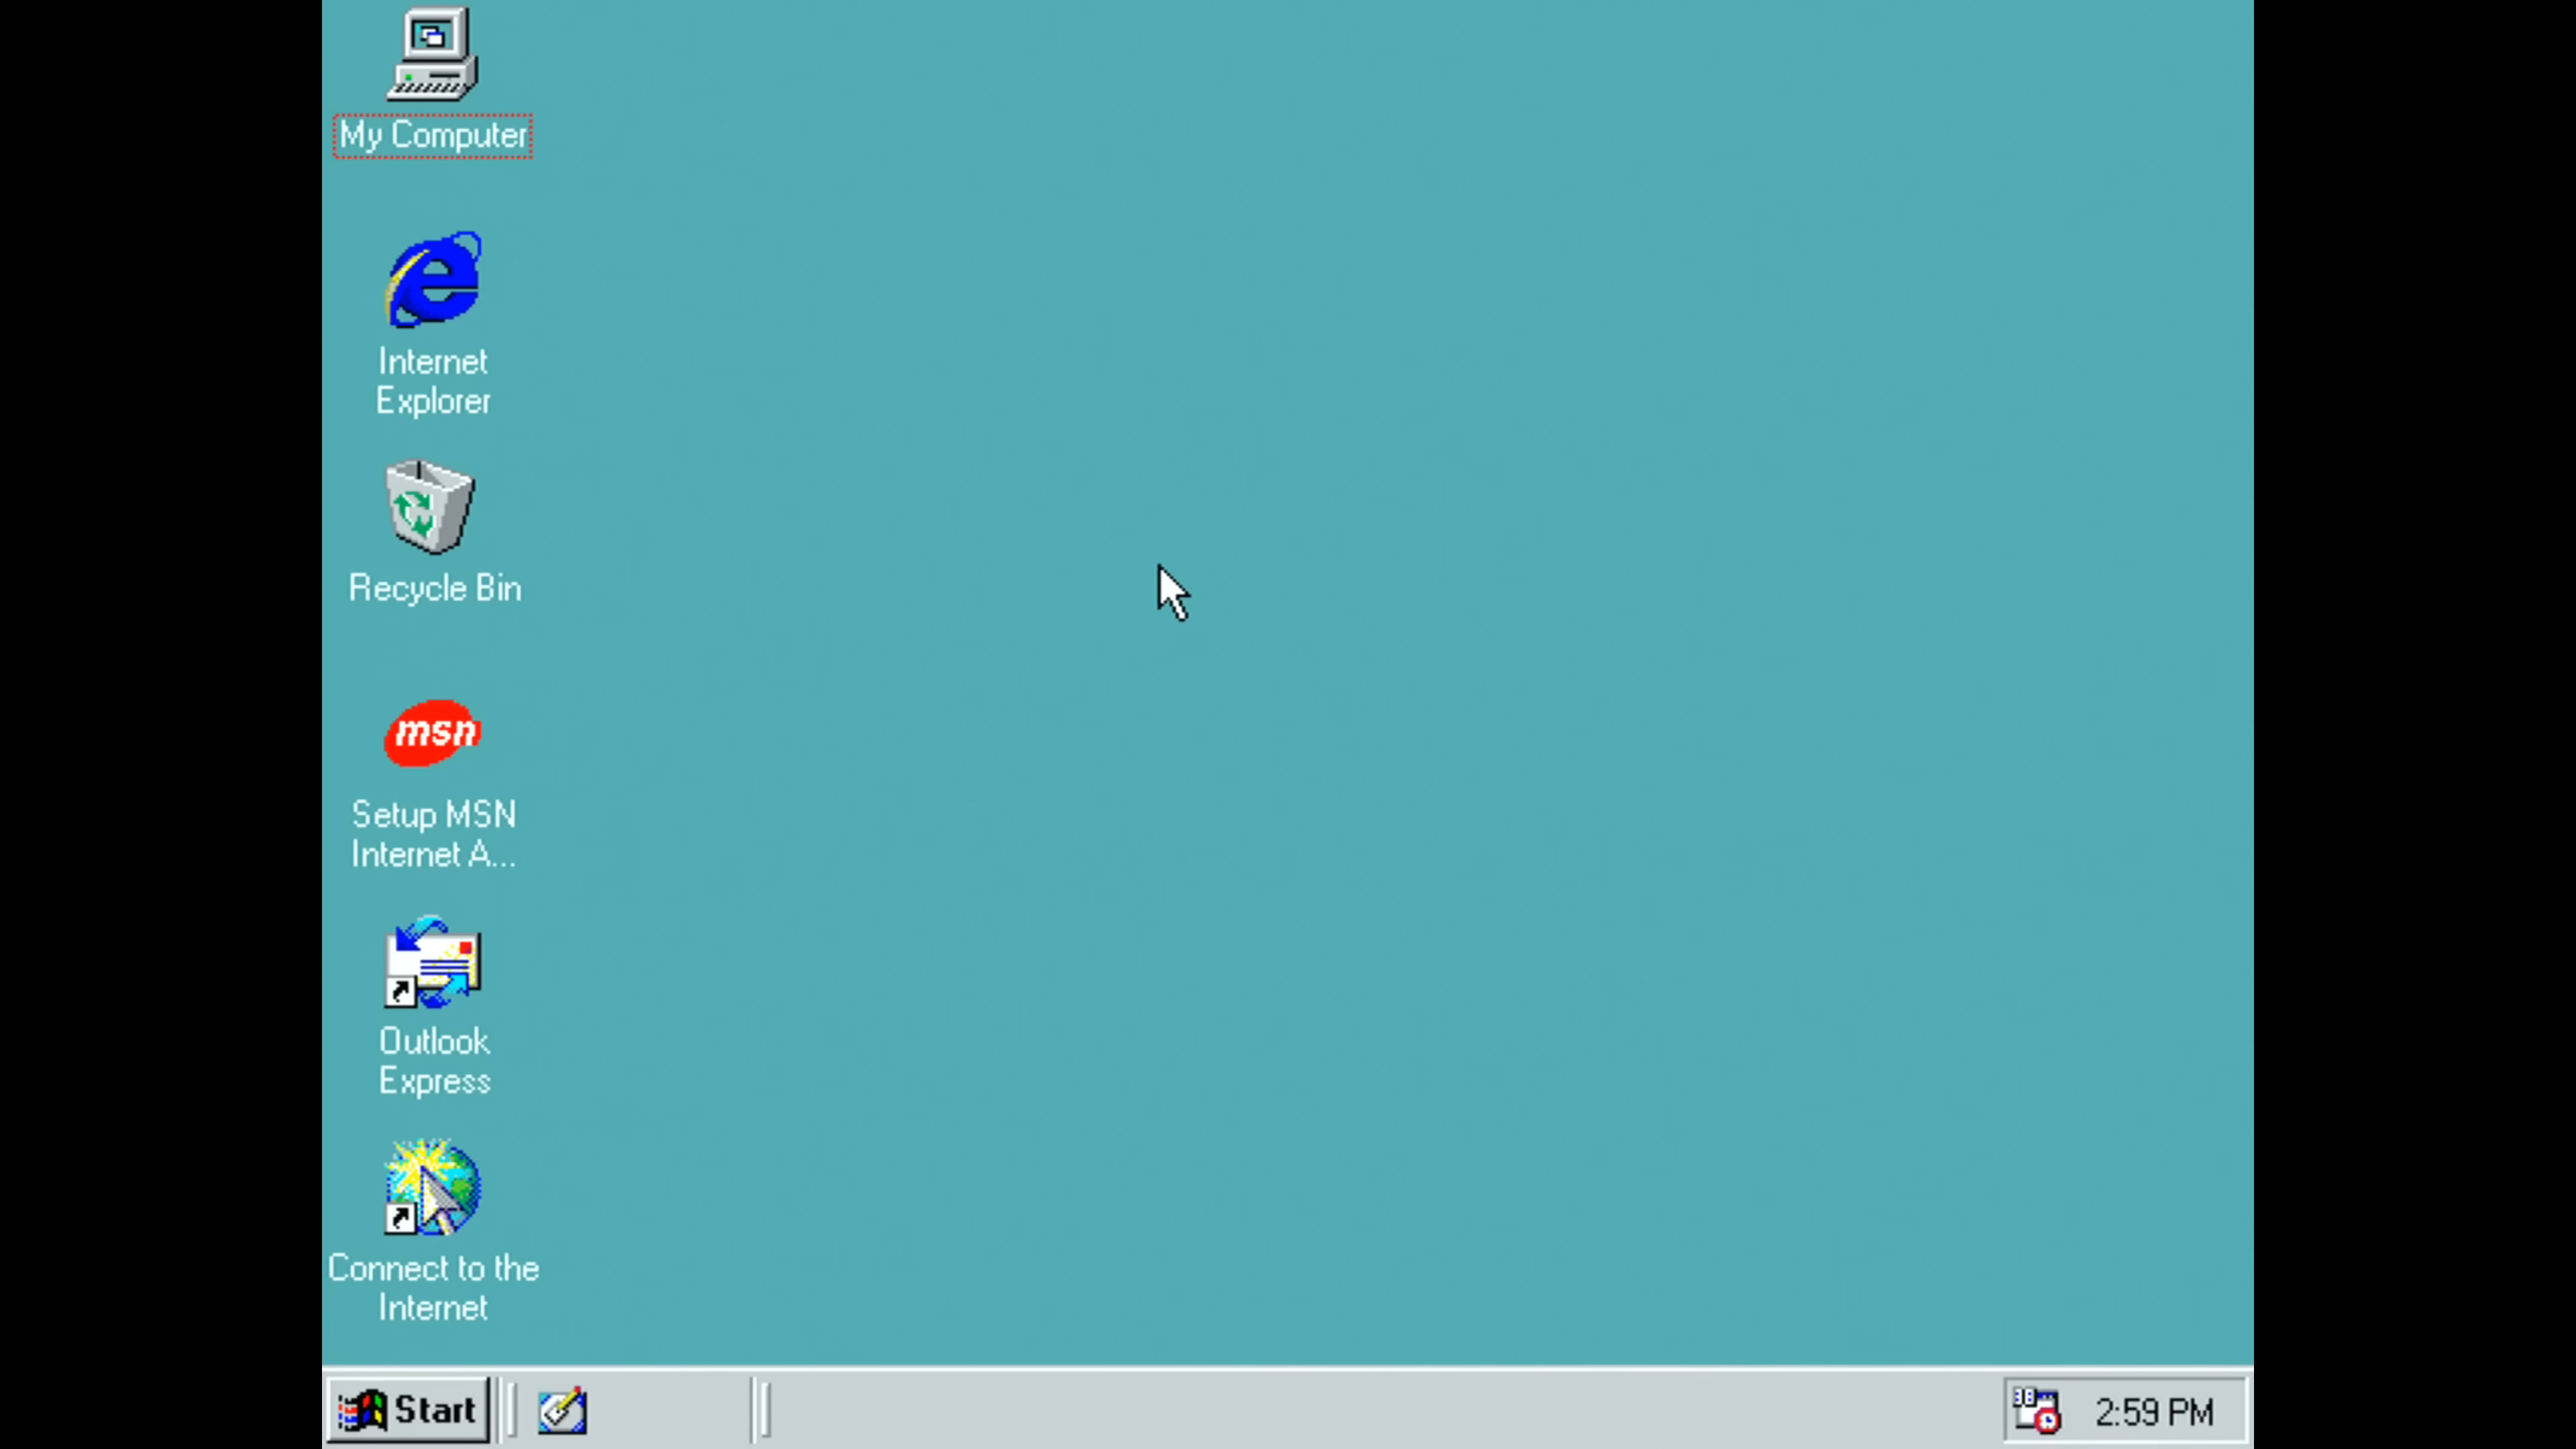 My Computer
Internet
Explorer
Recycle Bin
msn
Setup MSN
Internet A...
Outlook
Express
Connect to the
Internet
Start
2:59 PM